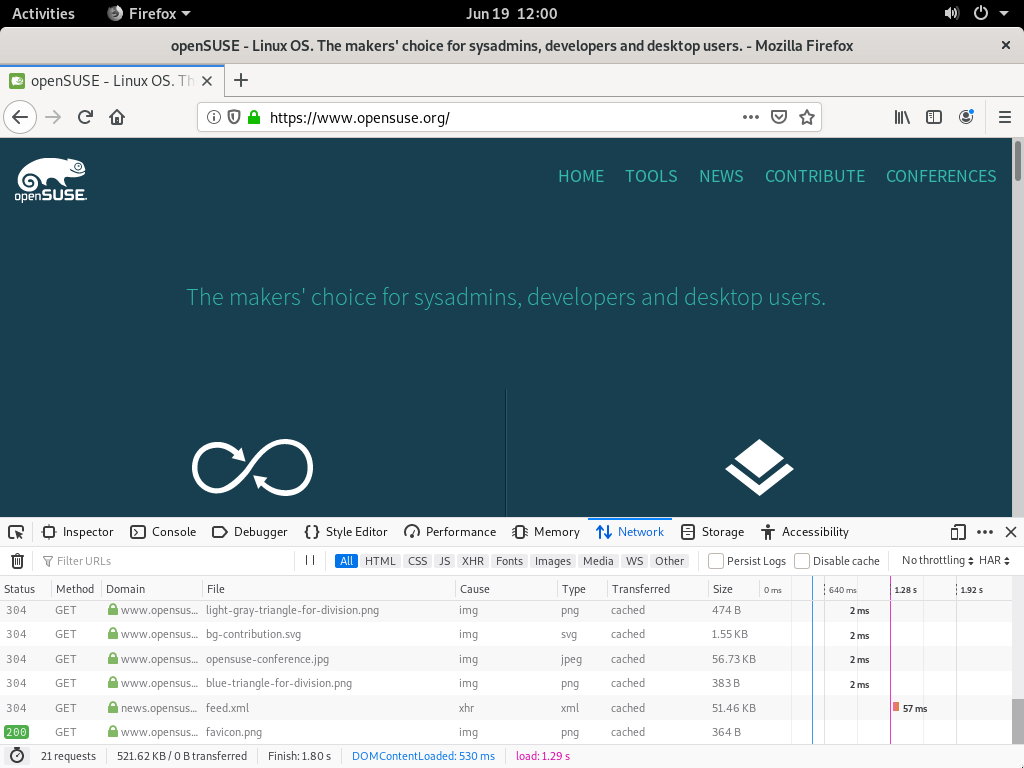 Activities Firefox Jun 19 12:00
openSUSE - Linux OS. The makers' choice for sysadmins, developers and desktop users. - Mozilla Firefox
openSUSE - Linux OS. Th
https://www.opensuse.org/
openSUSE
HOME TOOLS NEWS CONTRIBUTE CONFERENCES
The makers' choice for sysadmins, developers and desktop users.
Inspector Console Debugger Style Editor Performance Memory Network Storage Accessibility
Filter URLs All HTML CSS JS XHR Fonts Images Media WS Other Persist Logs Disable cache No throttling HAR
Status Method Domain File Cause Type Transferred Size 0 ms 640 ms 1.28 s 1.92 s
304 GET www.opensus... light-gray-triangle-for-division.png img png cached 474 B 2 ms
304 GET www.opensus... bg-contribution.svg img svg cached 1.55 KB 2 ms
304 GET www.opensus... opensuse-conference.jpg img jpeg cached 56.73 KB 2 ms
304 GET www.opensus... blue-triangle-for-division.png img png cached 383 B 2 ms
304 GET news.opensus... feed.xml xhr xml cached 51.46 KB 57 ms
200 GET www.opensus... favicon.png img png cached 364 B
21 requests 521.62 KB / 0 B transferred Finish: 1.80 s DOMContentLoaded: 530 ms load: 1.29 s